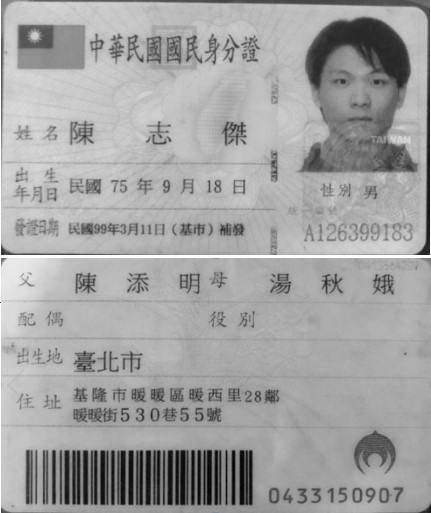 中華民國國民身分證
姓名 陳志傑
出生年月日 民國 75 年 9 月 18 日
性別 男
發證日期 民國99年3月11日（基市）補發
A126399183
TAIWAN
父 陳添明 母 湯秋娥
配偶 役別
出生地 臺北市
住址 基隆市暖暖區暖西里28鄰
暖暖街530巷55號
0433150907